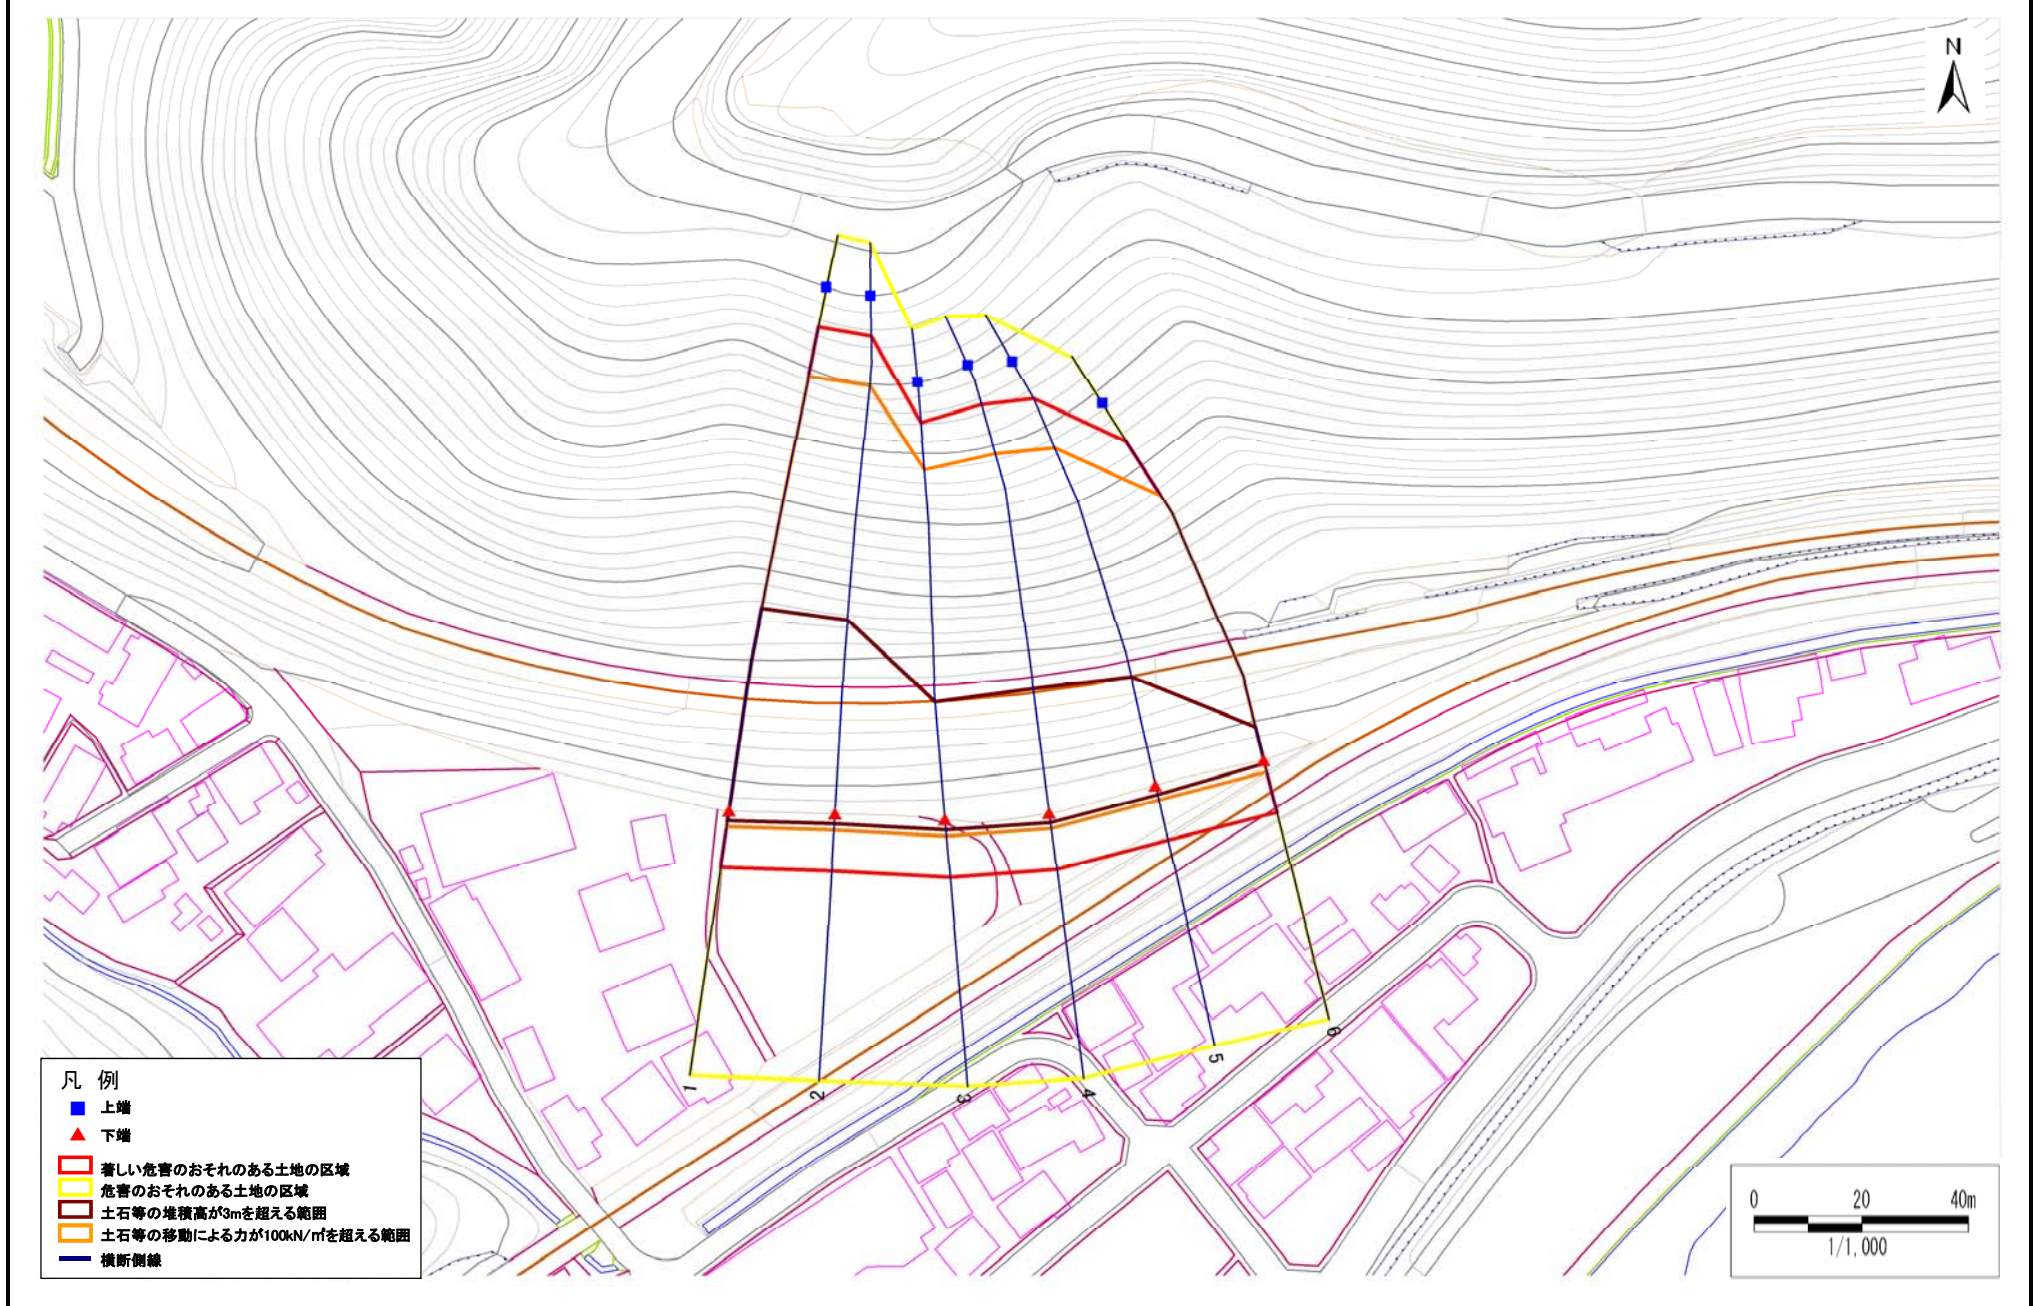 N
1
2
3
4
5
6
凡 例
上端
下端
著しい危害のおそれのある土地の区域
危害のおそれのある土地の区域
土石等の堆積高が3mを超える範囲
土石等の移動による力が100kN/㎡を超える範囲
横断側線
0 20 40m
1/1,000